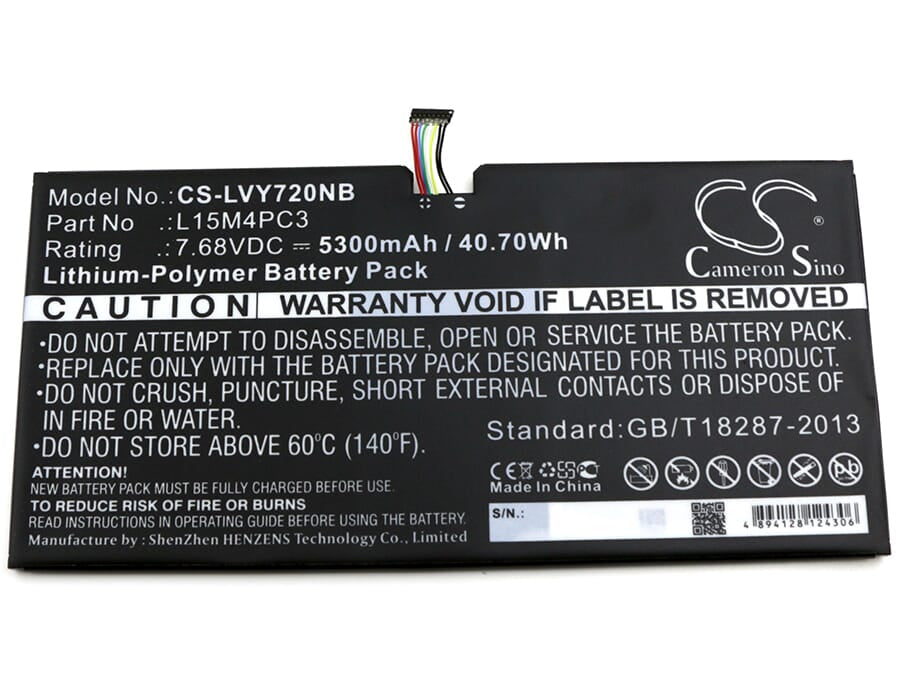 Model No.:CS-LVY720NB
Part No .:L15M4PC3
Rating .:7.68VDC ⎓ 5300mAh / 40.70Wh
Lithium-Polymer Battery Pack
CS ®
Cameron Sino
CAUTION WARRANTY VOID IF LABEL IS REMOVED
•DO NOT ATTEMPT TO DISASSEMBLE, OPEN OR SERVICE THE BATTERY PACK.
•REPLACE ONLY WITH THE BATTERY PACK DESIGNATED FOR THIS PRODUCT.
•DO NOT CRUSH, PUNCTURE, SHORT EXTERNAL CONTACTS OR DISPOSE OF
IN FIRE OR WATER.
•DO NOT STORE ABOVE 60°C (140°F).
Standard:GB/T18287-2013
ATTENTION!
NEW BATTERY PACK MUST BE FULLY CHARGED BEFORE USE.
TO REDUCE RISK OF FIRE OR BURNS
READ INSTRUCTIONS IN OPERATING GUIDE BEFORE USING THE BATTERY.
Manufacture by : ShenZhen HENZENS Technology Co., Limited
CE
Made In China
Pb
S/N.:
4 894128 124306